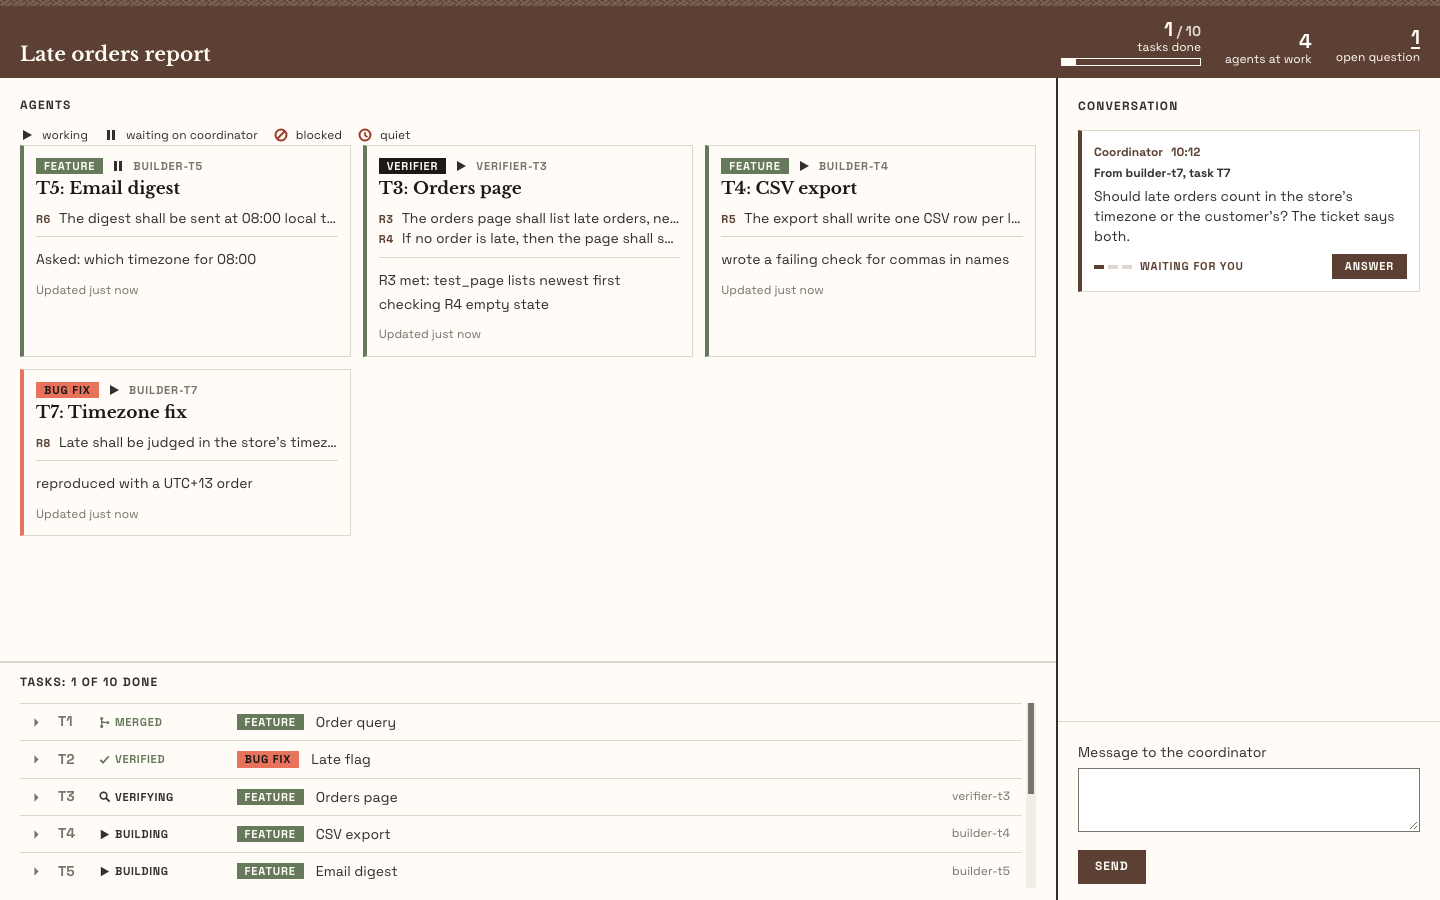 Late orders report
1 / 10
tasks done
4
agents at work
1
open question
AGENTS
working
waiting on coordinator
blocked
quiet
FEATURE BUILDER-T5
T5: Email digest
R6 The digest shall be sent at 08:00 local t…
Asked: which timezone for 08:00
Updated just now
VERIFIER VERIFIER-T3
T3: Orders page
R3 The orders page shall list late orders, ne…
R4 If no order is late, then the page shall s…
R3 met: test_page lists newest first
checking R4 empty state
Updated just now
FEATURE BUILDER-T4
T4: CSV export
R5 The export shall write one CSV row per l…
wrote a failing check for commas in names
Updated just now
BUG FIX BUILDER-T7
T7: Timezone fix
R8 Late shall be judged in the store's timez…
reproduced with a UTC+13 order
Updated just now
TASKS: 1 OF 10 DONE
T1 MERGED FEATURE Order query
T2 VERIFIED BUG FIX Late flag
T3 VERIFYING FEATURE Orders page verifier-t3
T4 BUILDING FEATURE CSV export builder-t4
T5 BUILDING FEATURE Email digest builder-t5
CONVERSATION
Coordinator 10:12
From builder-t7, task T7
Should late orders count in the store's
timezone or the customer's? The ticket says
both.
WAITING FOR YOU
ANSWER
Message to the coordinator
SEND